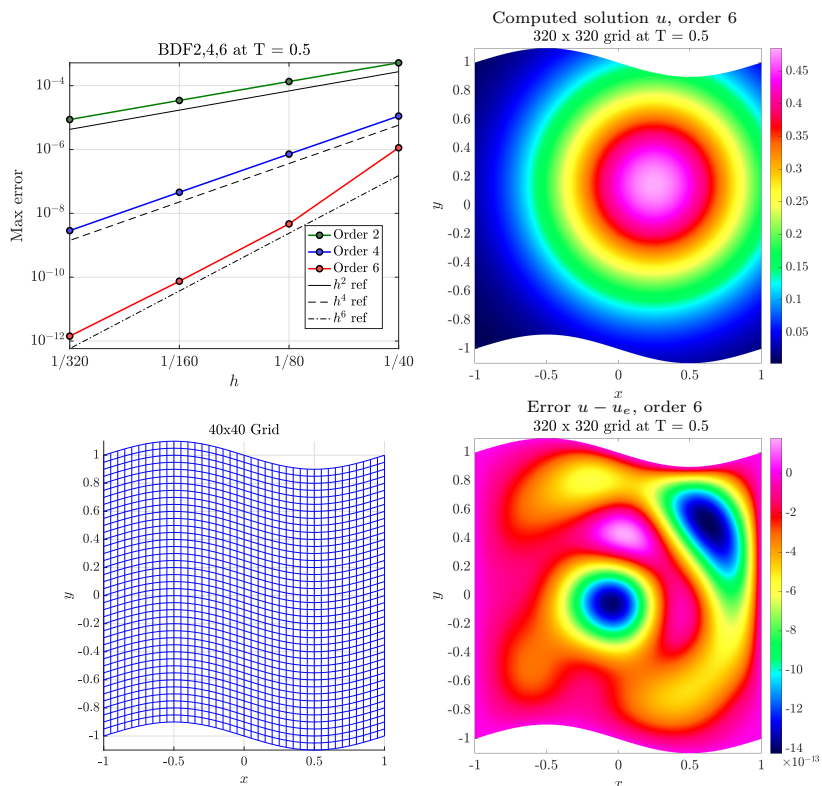 BDF2,4,6 at T = 0.5
Max error
10⁻⁴
10⁻⁶
10⁻⁸
10⁻¹⁰
10⁻¹²
1/320 1/160 1/80 1/40
h
Order 2
Order 4
Order 6
h² ref
h⁴ ref
h⁶ ref
Computed solution u, order 6
320 x 320 grid at T = 0.5
y
1
0.8
0.6
0.4
0.2
0
-0.2
-0.4
-0.6
-0.8
-1
-1 -0.5 0 0.5 1
x
0.45
0.4
0.35
0.3
0.25
0.2
0.15
0.1
0.05
40x40 Grid
y
1
0.8
0.6
0.4
0.2
0
-0.2
-0.4
-0.6
-0.8
-1
-1 -0.5 0 0.5 1
x
Error u − uₑ, order 6
320 x 320 grid at T = 0.5
y
1
0.8
0.6
0.4
0.2
0
-0.2
-0.4
-0.6
-0.8
-1
-1 -0.5 0 0.5 1
x
0
-2
-4
-6
-8
-10
-12
-14
×10⁻¹³